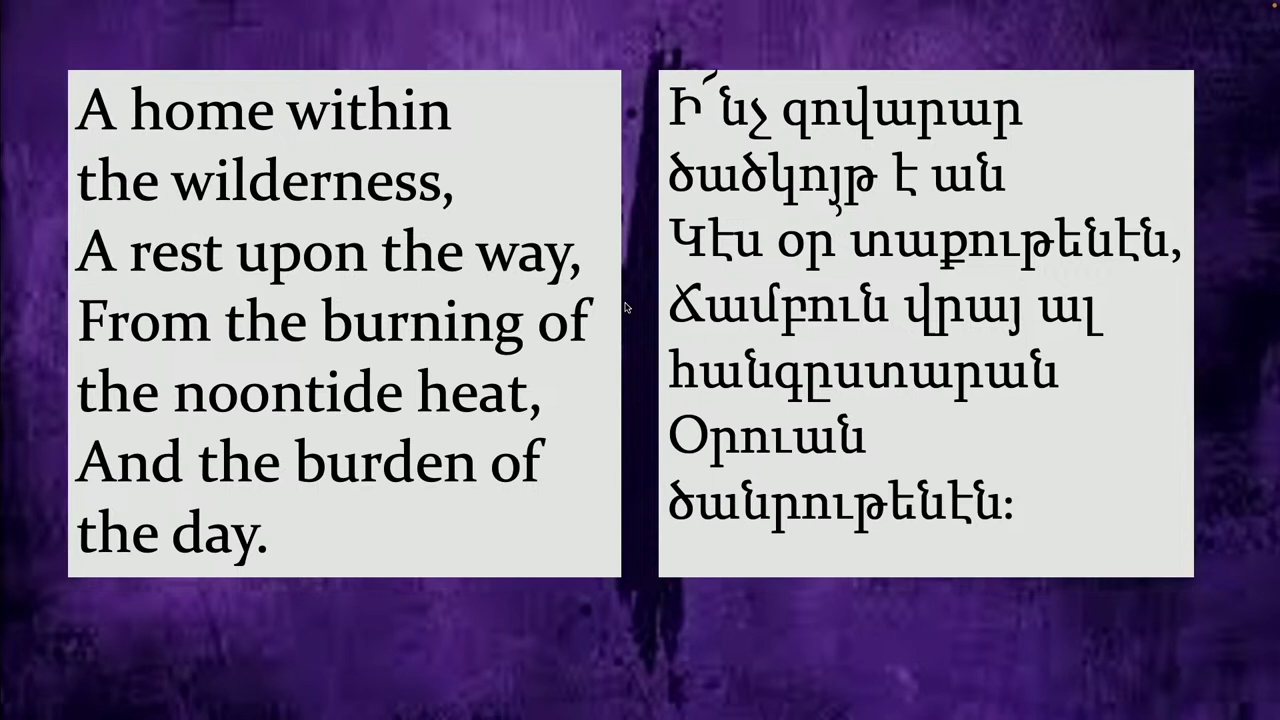 A home within
the wilderness,
A rest upon the way,
From the burning of
the noontide heat,
And the burden of
the day.
Ի՜նչ զովարար
ծածկոյթ է ան
Կէս օր՚ տաքութենէն,
Ճամբուն վրայ ալ
հանգըստարան
Օրուան
ծանրութենէն։